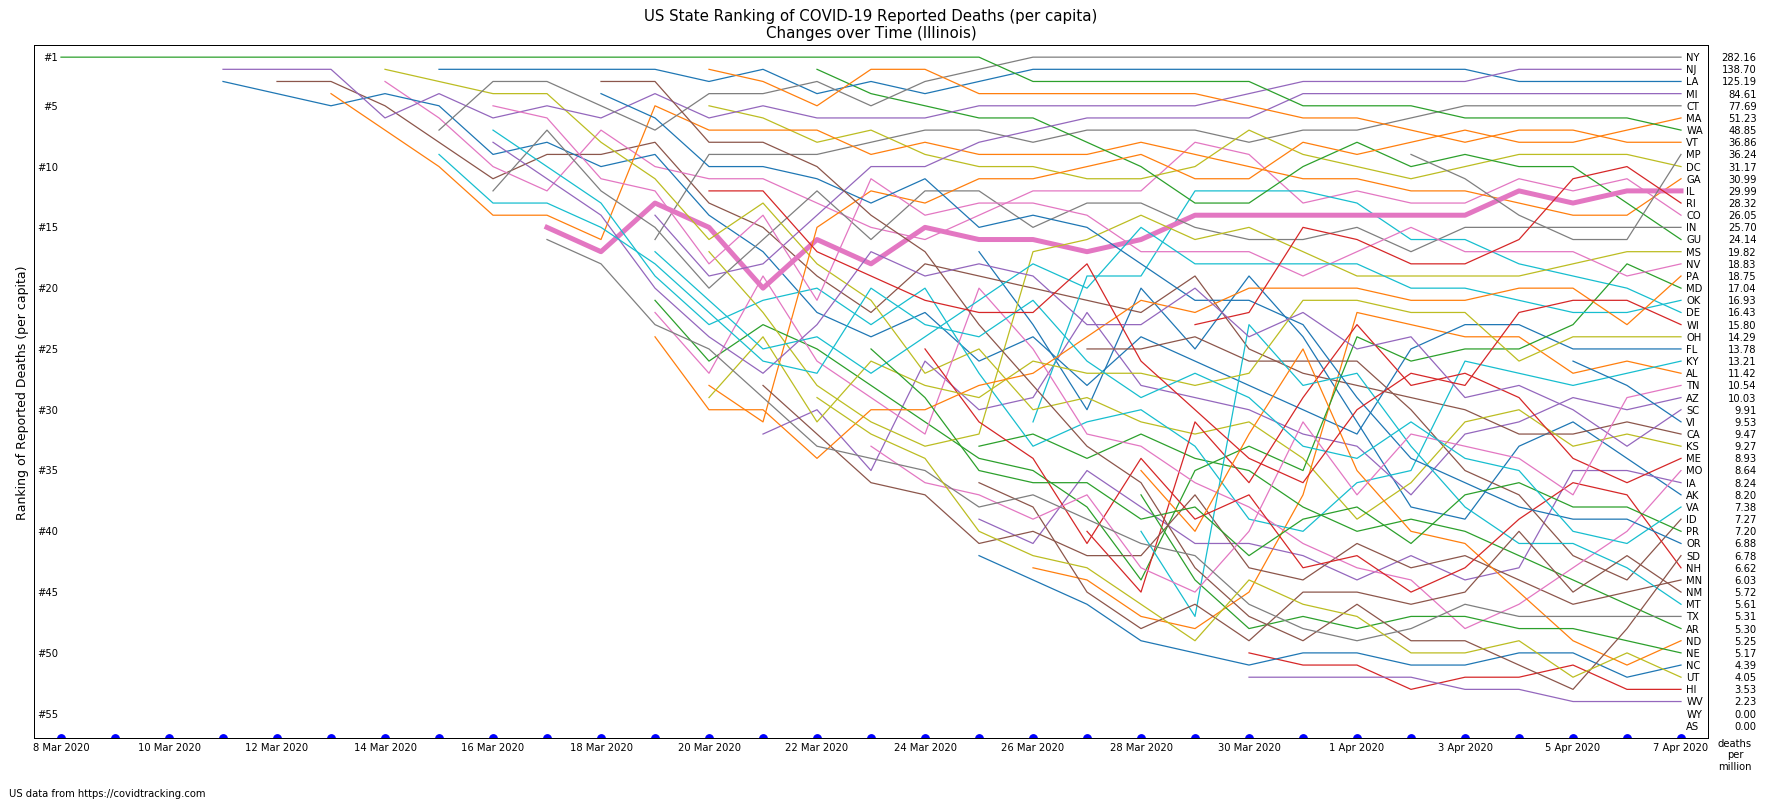 US State Ranking of COVID-19 Reported Deaths (per capita)
Changes over Time (Illinois)
Ranking of Reported Deaths (per capita)
#1
#5
#10
#15
#20
#25
#30
#35
#40
#45
#50
#55
NY 282.16
NJ 138.70
LA 125.19
MI 84.61
CT 77.69
MA 51.23
WA 48.85
VT 36.86
MP 36.24
DC 31.17
GA 30.99
IL 29.99
RI 28.32
CO 26.05
IN 25.70
GU 24.14
MS 19.82
NV 18.83
PA 18.75
MD 17.04
OK 16.93
DE 16.43
WI 15.80
OH 14.29
FL 13.78
KY 13.21
AL 11.42
TN 10.54
AZ 10.03
SC 9.91
VI 9.53
CA 9.47
KS 9.27
ME 8.93
MO 8.64
IA 8.24
AK 8.20
VA 7.38
ID 7.27
PR 7.20
OR 6.88
SD 6.78
NH 6.62
MN 6.03
NM 5.72
MT 5.61
TX 5.31
AR 5.30
ND 5.25
NE 5.17
NC 4.39
UT 4.05
HI 3.53
WV 2.23
WY 0.00
AS 0.00
8 Mar 2020 10 Mar 2020 12 Mar 2020 14 Mar 2020 16 Mar 2020 18 Mar 2020 20 Mar 2020 22 Mar 2020 24 Mar 2020 26 Mar 2020 28 Mar 2020 30 Mar 2020 1 Apr 2020 3 Apr 2020 5 Apr 2020 7 Apr 2020
deaths
per
million
US data from https://covidtracking.com